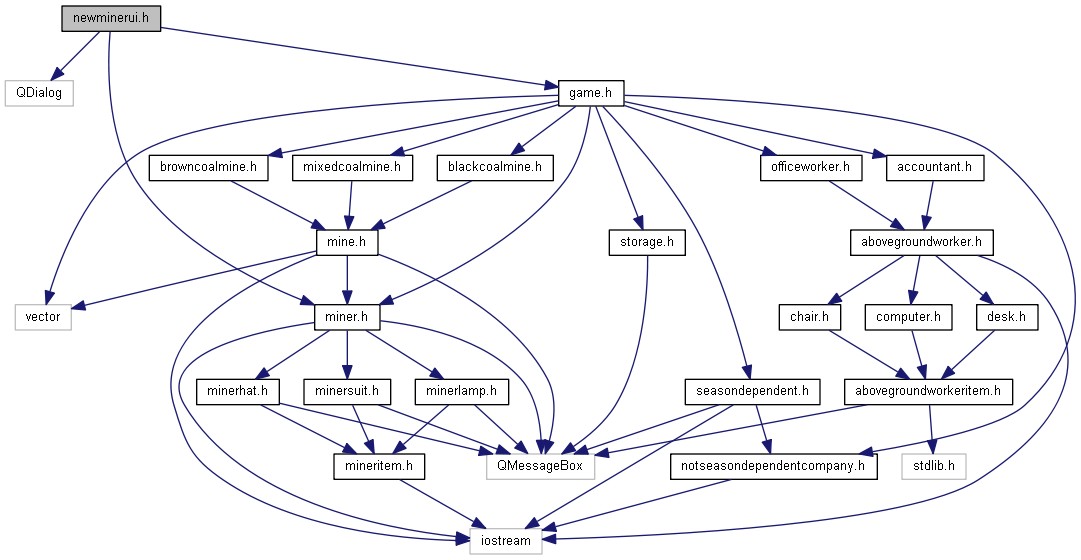 newminerui.h
QDialog
game.h
browncoalmine.h
mixedcoalmine.h
blackcoalmine.h
officeworker.h
accountant.h
mine.h
storage.h
abovegroundworker.h
vector
miner.h
chair.h
computer.h
desk.h
minerhat.h
minersuit.h
minerlamp.h
seasondependent.h
abovegroundworkeritem.h
mineritem.h
QMessageBox
notseasondependentcompany.h
stdlib.h
iostream